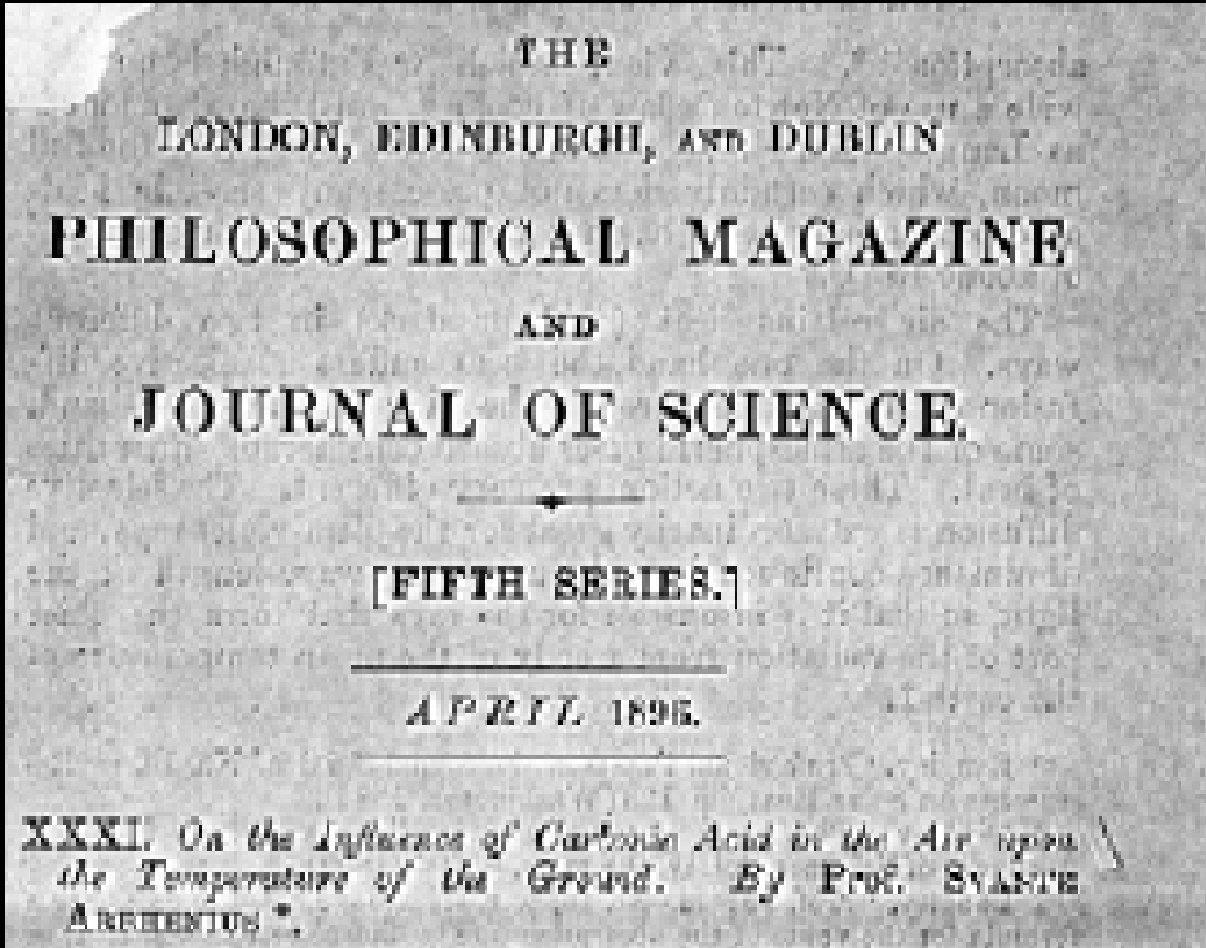 THE
LONDON, EDINBURGH, AND DUBLIN
PHILOSOPHICAL MAGAZINE
AND
JOURNAL OF SCIENCE.
[FIFTH SERIES.]
APRIL 1896.
XXXI. On the Influence of Carbonic Acid in the Air upon
the Temperature of the Ground. By Prof. SVANTE
ARRHENIUS *.